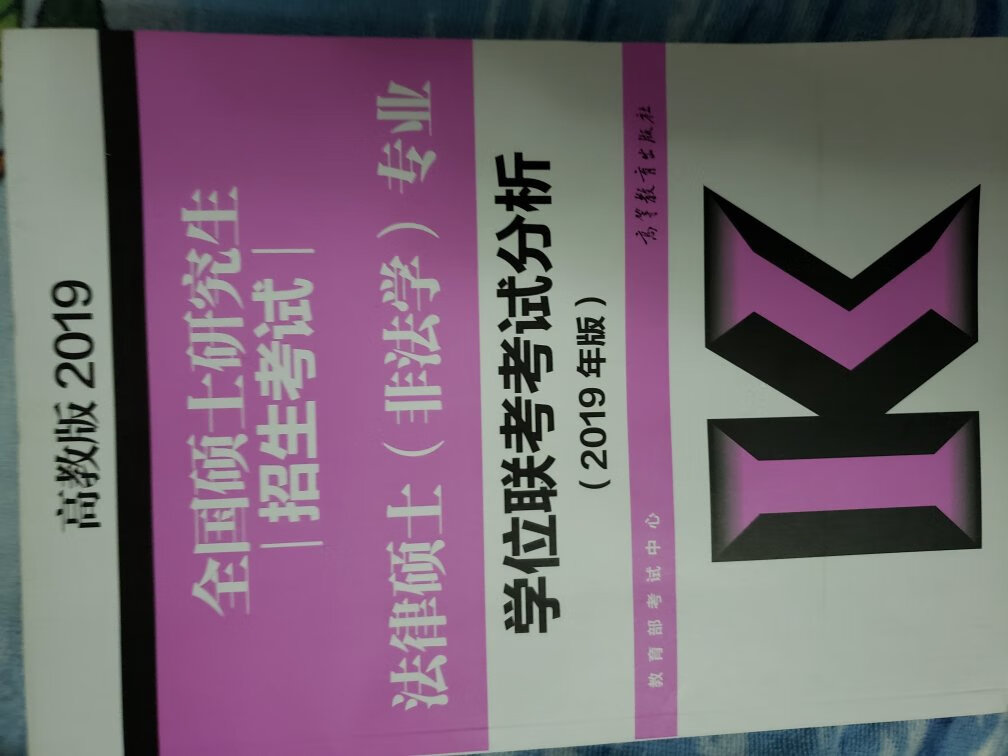 高教版 2019
全国硕士研究生
|招生考试|
法律硕士（非法学）专业
学位联考考试分析
（2019 年版）
教育部考试中心 高等教育出版社
K